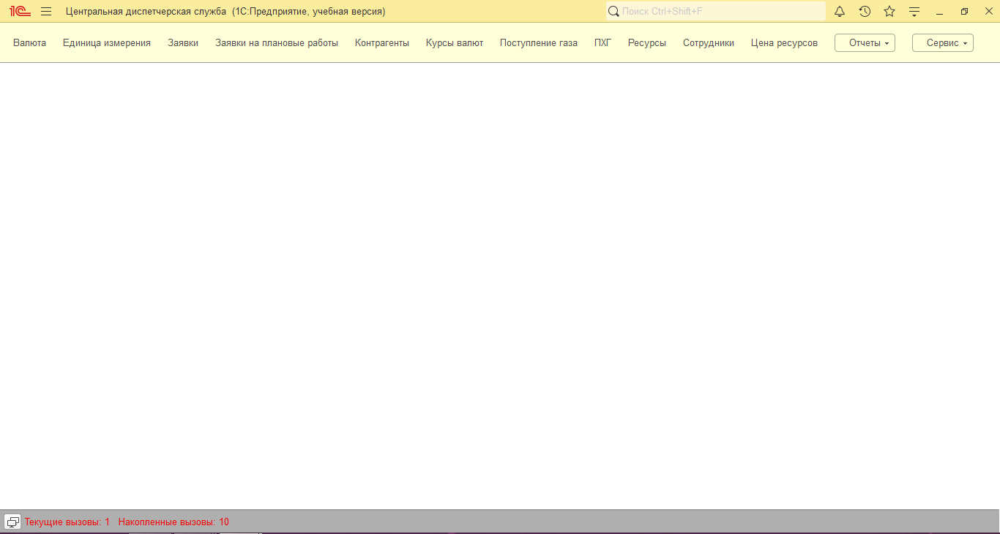 1С Центральная диспетчерская служба (1С:Предприятие, учебная версия) Поиск Ctrl+Shift+F
Валюта Единица измерения Заявки Заявки на плановые работы Контрагенты Курсы валют Поступление газа ПХГ Ресурсы Сотрудники Цена ресурсов Отчеты Сервис
Текущие вызовы: 1 Накопленные вызовы: 10